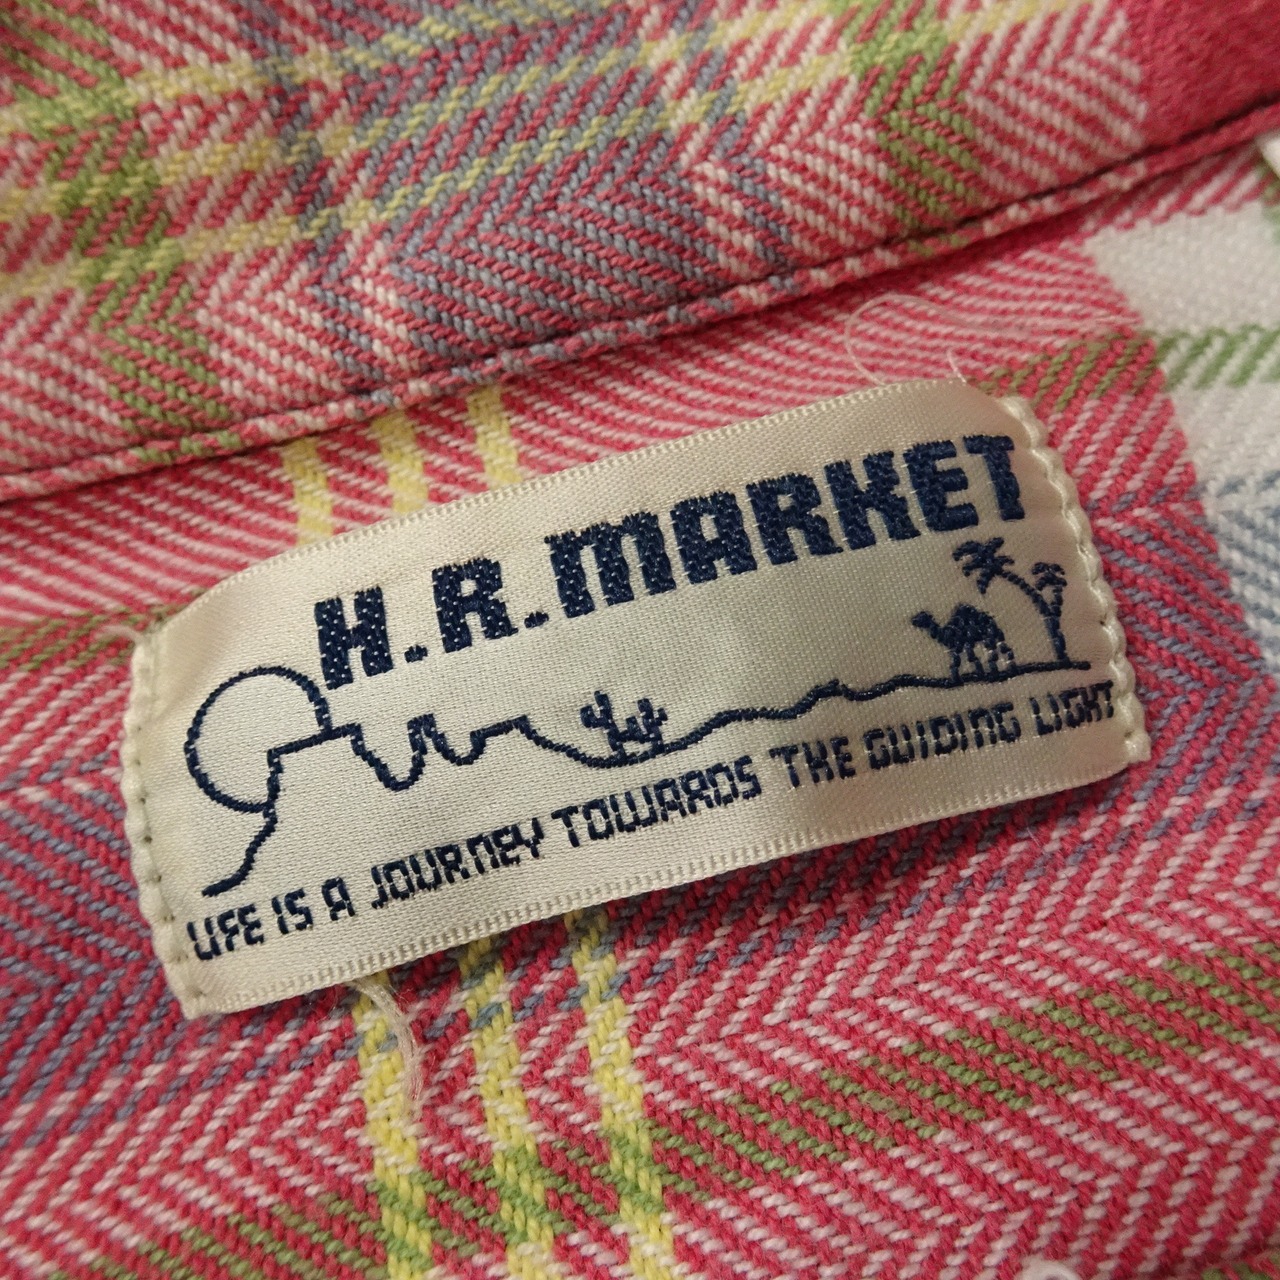 H.R.MARKET
LIFE IS A JOURNEY TOWARDS THE GUIDING LIGHT